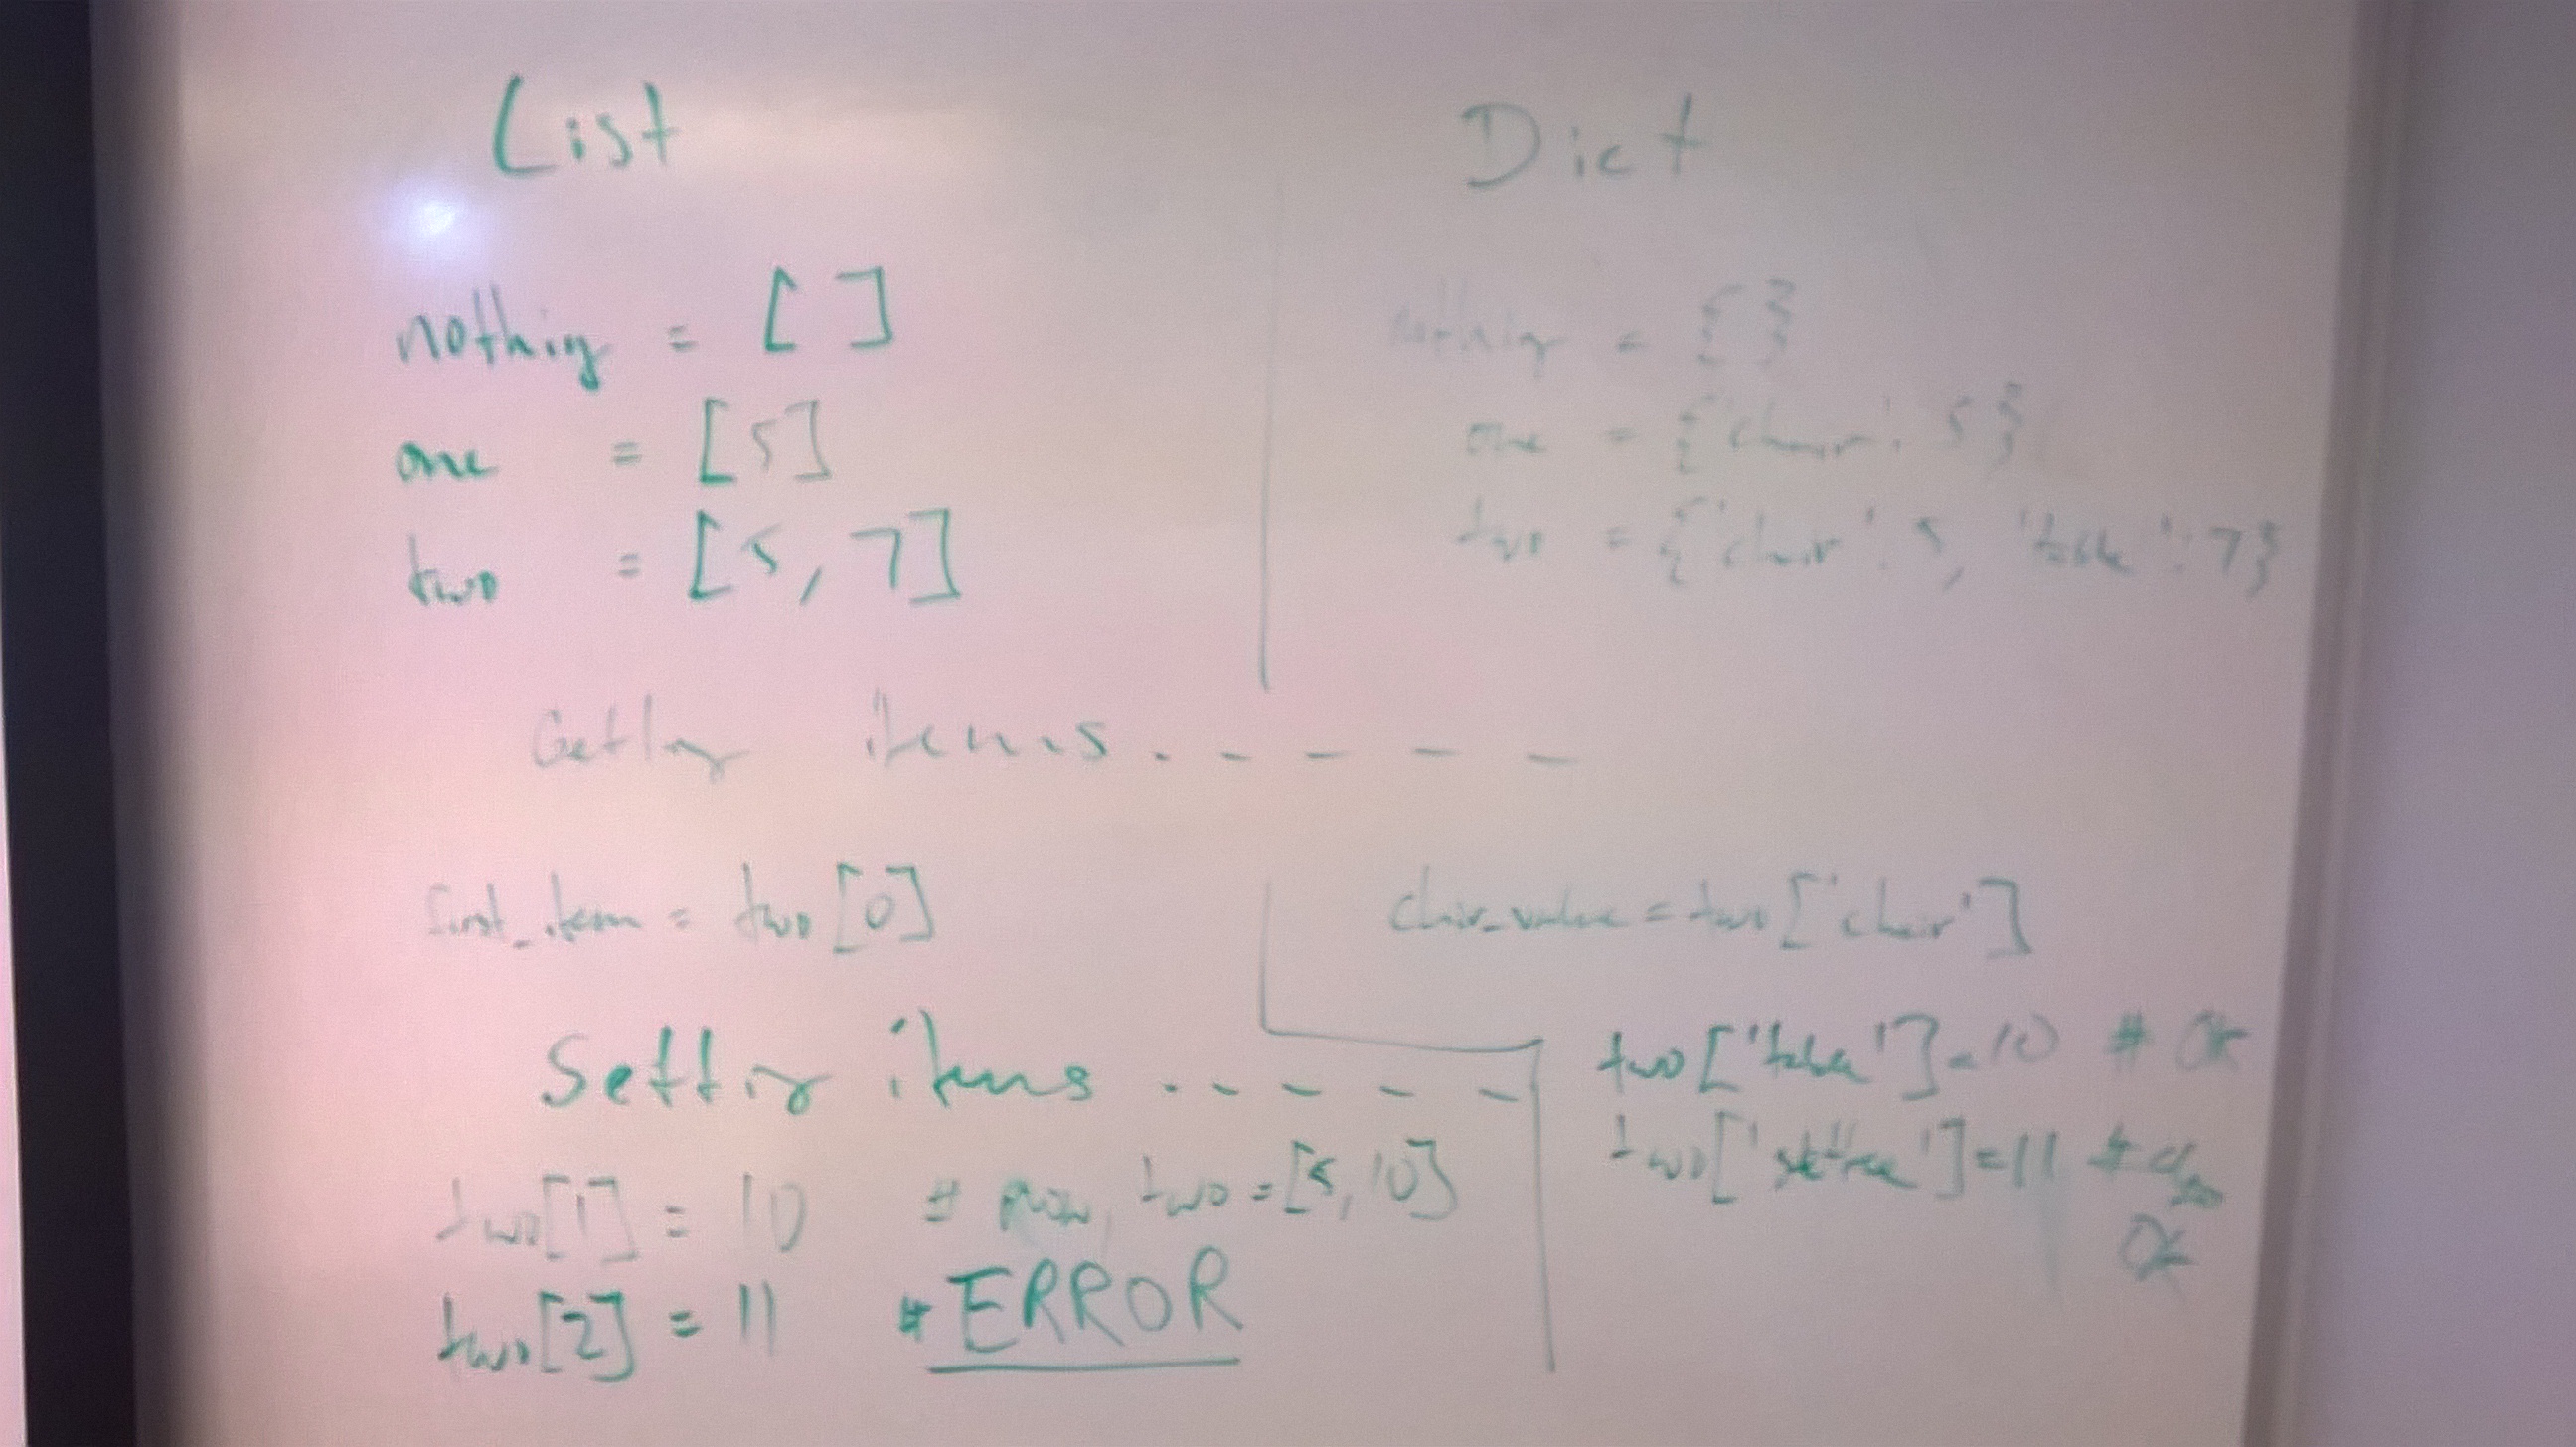 List
nothing = [ ]
one = [5]
two = [5, 7]
Dict
nothing = { }
one = {'chair': 5}
two = {'chair': 5, 'table': 7}
Getting items . - - - -
first_item = two [0]
chair_value = two ['chair']
Setting items . - - - -
two[1] = 10 # now, two = [5, 10]
two[2] = 11 # ERROR
two ['table'] = 10 # OK
two ['settee'] = 11 # also
OK